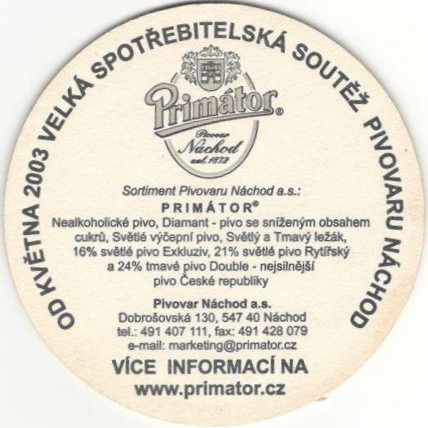 OD KVĚTNA 2003 VELKÁ SPOTŘEBITELSKÁ SOUTĚŽ PIVOVARU NÁCHOD
Primátor®
Pivovar
Náchod
zal. 1872
Sortiment Pivovaru Náchod a.s.:
PRIMÁTOR®
Nealkoholické pivo, Diamant - pivo se sníženým obsahem
cukrů, Světlé výčepní pivo, Světlý a Tmavý ležák,
16% světlé pivo Exkluziv, 21% světlé pivo Rytířský
a 24% tmavé pivo Double - nejsilnější
pivo České republiky
Pivovar Náchod a.s.
Dobrošovská 130, 547 40 Náchod
tel.: 491 407 111, fax: 491 428 079
e-mail: marketing@primator.cz
VÍCE INFORMACÍ NA
www.primator.cz